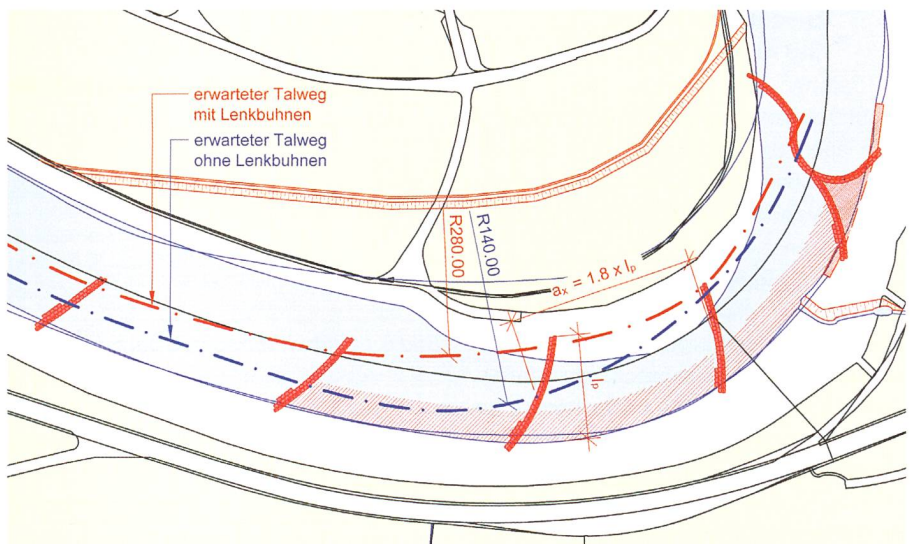 erwarteter Talweg
mit Lenkbuhnen
erwarteter Talweg
ohne Lenkbuhnen
R280.00
R140.00
aₓ = 1.8 x lₚ
lₚ